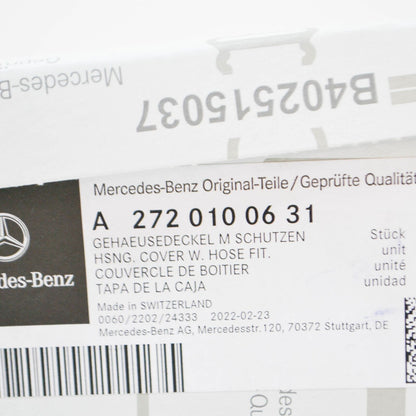 Mercedes-B
B402515037
Mercedes-Benz Original-Teile/Geprüfte Qualität
A 272 010 06 31
GEHAEUSEDECKEL M SCHUTZEN
HSNG. COVER W. HOSE FIT.
COUVERCLE DE BOITIER
TAPA DE LA CAJA
Stück
unit
unité
unidad
Made in SWITZERLAND
0060/2202/24333 2022-02-23
Mercedes-Benz AG, Mercedesstr.120, 70372 Stuttgart, DE
des-Benz